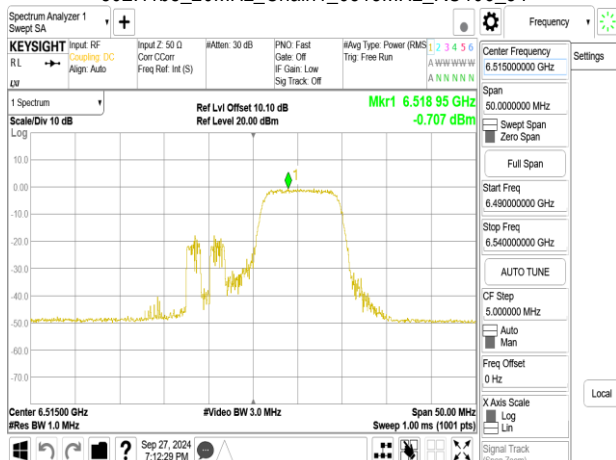 Spectrum Analyzer 1
Swept SA
Frequency
KEYSIGHT
RL
Input: RF
Coupling: DC
Align: Auto
Input Z: 50 Ω
Corr CCorr
Freq Ref: Int (S)
#Atten: 30 dB
PNO: Fast
Gate: Off
IF Gain: Low
Sig Track: Off
#Avg Type: Power (RMS
Trig: Free Run
1 2 3 4 5 6
A W W W W W
A N N N N N
Settings
Center Frequency
6.515000000 GHz
Span
50.0000000 MHz
Swept Span
Zero Span
Full Span
Start Freq
6.490000000 GHz
Stop Freq
6.540000000 GHz
AUTO TUNE
CF Step
5.000000 MHz
Auto
Man
Freq Offset
0 Hz
X Axis Scale
Log
Lin
Signal Track
Local
1 Spectrum
Scale/Div 10 dB
Ref Lvl Offset 10.10 dB
Ref Level 20.00 dBm
Mkr1 6.518 95 GHz
-0.707 dBm
Log
10.0
0.00
-10.0
-20.0
-30.0
-40.0
-50.0
-60.0
-70.0
1
Center 6.51500 GHz
#Res BW 1.0 MHz
#Video BW 3.0 MHz
Span 50.00 MHz
Sweep 1.00 ms (1001 pts)
Sep 27, 2024
7:12:29 PM